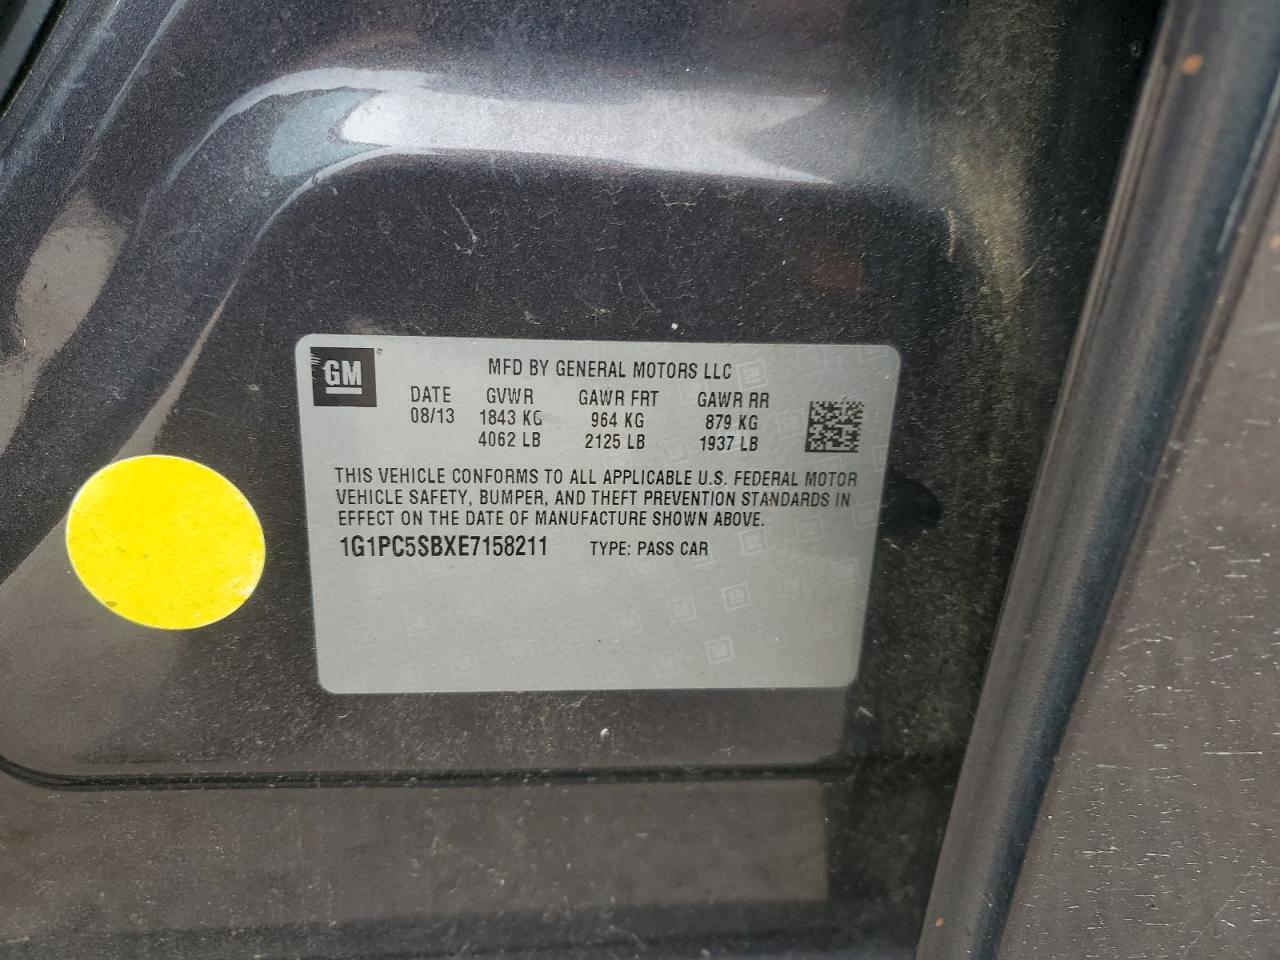 GM
MFD BY GENERAL MOTORS LLC
DATE GVWR GAWR FRT GAWR RR
08/13 1843 KG 964 KG 879 KG
4062 LB 2125 LB 1937 LB
THIS VEHICLE CONFORMS TO ALL APPLICABLE U.S. FEDERAL MOTOR
VEHICLE SAFETY, BUMPER, AND THEFT PREVENTION STANDARDS IN
EFFECT ON THE DATE OF MANUFACTURE SHOWN ABOVE.
1G1PC5SBXE7158211 TYPE: PASS CAR